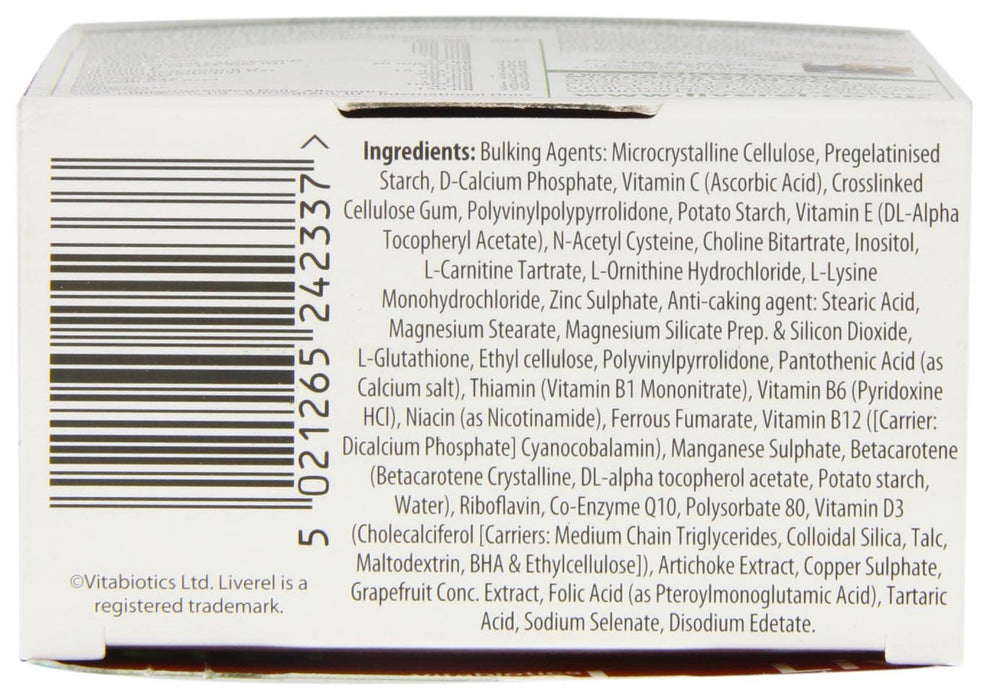 Ingredients: Bulking Agents: Microcrystalline Cellulose, Pregelatinised
Starch, D-Calcium Phosphate, Vitamin C (Ascorbic Acid), Crosslinked
Cellulose Gum, Polyvinylpolypyrrolidone, Potato Starch, Vitamin E (DL-Alpha
Tocopheryl Acetate), N-Acetyl Cysteine, Choline Bitartrate, Inositol,
L-Carnitine Tartrate, L-Ornithine Hydrochloride, L-Lysine
Monohydrochloride, Zinc Sulphate, Anti-caking agent: Stearic Acid,
Magnesium Stearate, Magnesium Silicate Prep. & Silicon Dioxide,
L-Glutathione, Ethyl cellulose, Polyvinylpyrrolidone, Pantothenic Acid (as
Calcium salt), Thiamin (Vitamin B1 Mononitrate), Vitamin B6 (Pyridoxine
HCl), Niacin (as Nicotinamide), Ferrous Fumarate, Vitamin B12 ([Carrier:
Dicalcium Phosphate] Cyanocobalamin), Manganese Sulphate, Betacarotene
(Betacarotene Crystalline, DL-alpha tocopherol acetate, Potato starch,
Water), Riboflavin, Co-Enzyme Q10, Polysorbate 80, Vitamin D3
(Cholecalciferol [Carriers: Medium Chain Triglycerides, Colloidal Silica, Talc,
Maltodextrin, BHA & Ethylcellulose]), Artichoke Extract, Copper Sulphate,
Grapefruit Conc. Extract, Folic Acid (as Pteroylmonoglutamic Acid), Tartaric
Acid, Sodium Selenate, Disodium Edetate.
5 021265 242337 >
©Vitabiotics Ltd. Liverel is a
registered trademark.